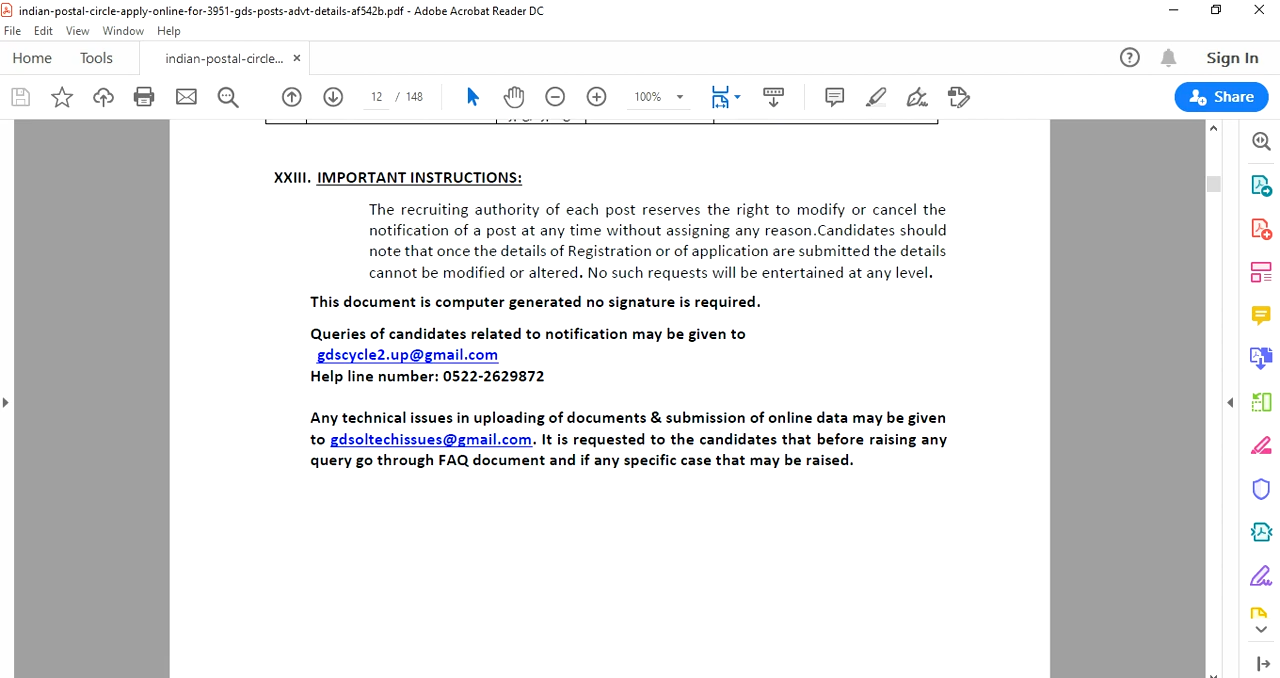 indian-postal-circle-apply-online-for-3951-gds-posts-advt-details-af542b.pdf - Adobe Acrobat Reader DC
File Edit View Window Help
Home Tools indian-postal-circle... × Sign In
12 / 148 100% Share
XXIII. IMPORTANT INSTRUCTIONS:
The recruiting authority of each post reserves the right to modify or cancel the
notification of a post at any time without assigning any reason.Candidates should
note that once the details of Registration or of application are submitted the details
cannot be modified or altered. No such requests will be entertained at any level.
This document is computer generated no signature is required.
Queries of candidates related to notification may be given to
gdscycle2.up@gmail.com
Help line number: 0522-2629872
Any technical issues in uploading of documents & submission of online data may be given
to gdsoltechissues@gmail.com. It is requested to the candidates that before raising any
query go through FAQ document and if any specific case that may be raised.